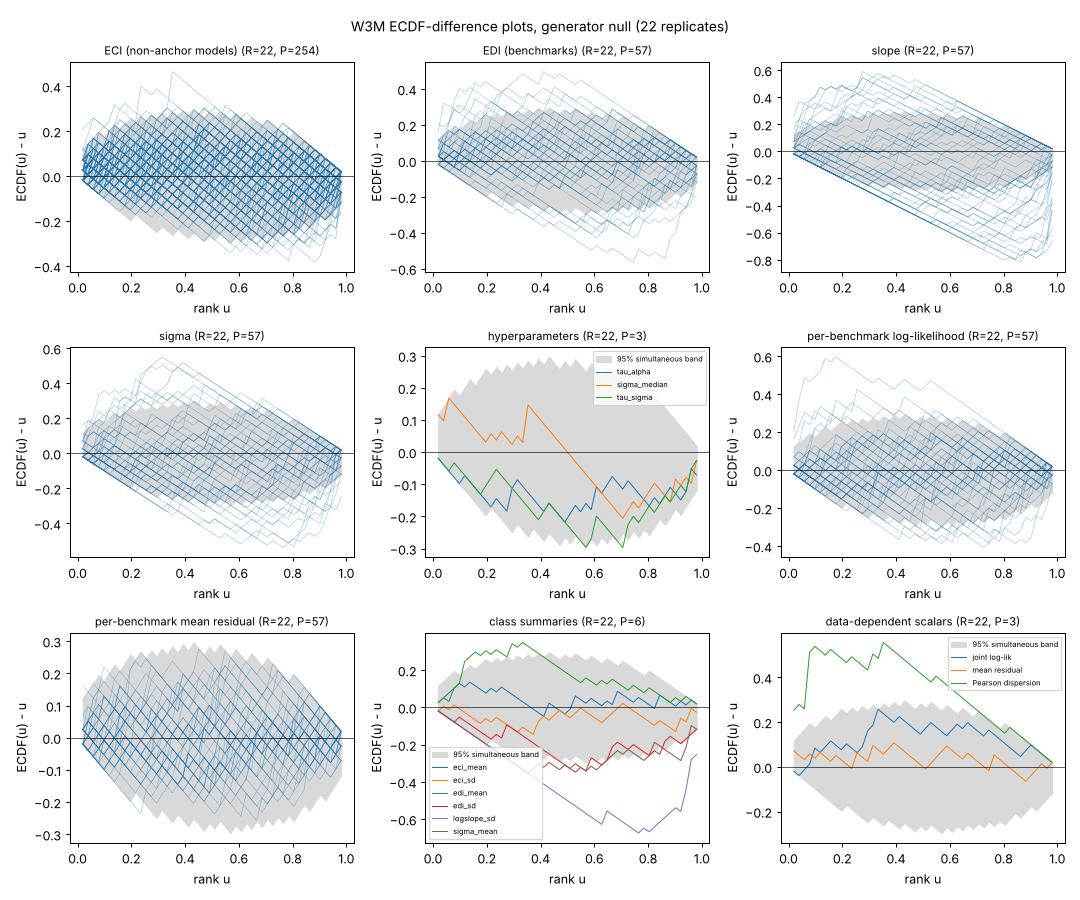 W3M ECDF-difference plots, generator null (22 replicates)
ECI (non-anchor models) (R=22, P=254)
EDI (benchmarks) (R=22, P=57)
slope (R=22, P=57)
ECDF(u) - u
0.4
0.2
0.0
−0.2
−0.4
0.0 0.2 0.4 0.6 0.8 1.0
rank u
ECDF(u) - u
0.4
0.2
0.0
−0.2
−0.4
−0.6
0.0 0.2 0.4 0.6 0.8 1.0
rank u
ECDF(u) - u
0.6
0.4
0.2
0.0
−0.2
−0.4
−0.6
−0.8
0.0 0.2 0.4 0.6 0.8 1.0
rank u
sigma (R=22, P=57)
hyperparameters (R=22, P=3)
per-benchmark log-likelihood (R=22, P=57)
ECDF(u) - u
0.6
0.4
0.2
0.0
−0.2
−0.4
0.0 0.2 0.4 0.6 0.8 1.0
rank u
ECDF(u) - u
0.3
0.2
0.1
0.0
−0.1
−0.2
−0.3
95% simultaneous band
tau_alpha
sigma_median
tau_sigma
0.0 0.2 0.4 0.6 0.8 1.0
rank u
ECDF(u) - u
0.6
0.4
0.2
0.0
−0.2
−0.4
0.0 0.2 0.4 0.6 0.8 1.0
rank u
per-benchmark mean residual (R=22, P=57)
class summaries (R=22, P=6)
data-dependent scalars (R=22, P=3)
ECDF(u) - u
0.3
0.2
0.1
0.0
−0.1
−0.2
−0.3
0.0 0.2 0.4 0.6 0.8 1.0
rank u
ECDF(u) - u
0.2
0.0
−0.2
−0.4
−0.6
95% simultaneous band
eci_mean
eci_sd
edi_mean
edi_sd
logslope_sd
sigma_mean
0.0 0.2 0.4 0.6 0.8 1.0
rank u
ECDF(u) - u
0.4
0.2
0.0
−0.2
95% simultaneous band
joint log-lik
mean residual
Pearson dispersion
0.0 0.2 0.4 0.6 0.8 1.0
rank u